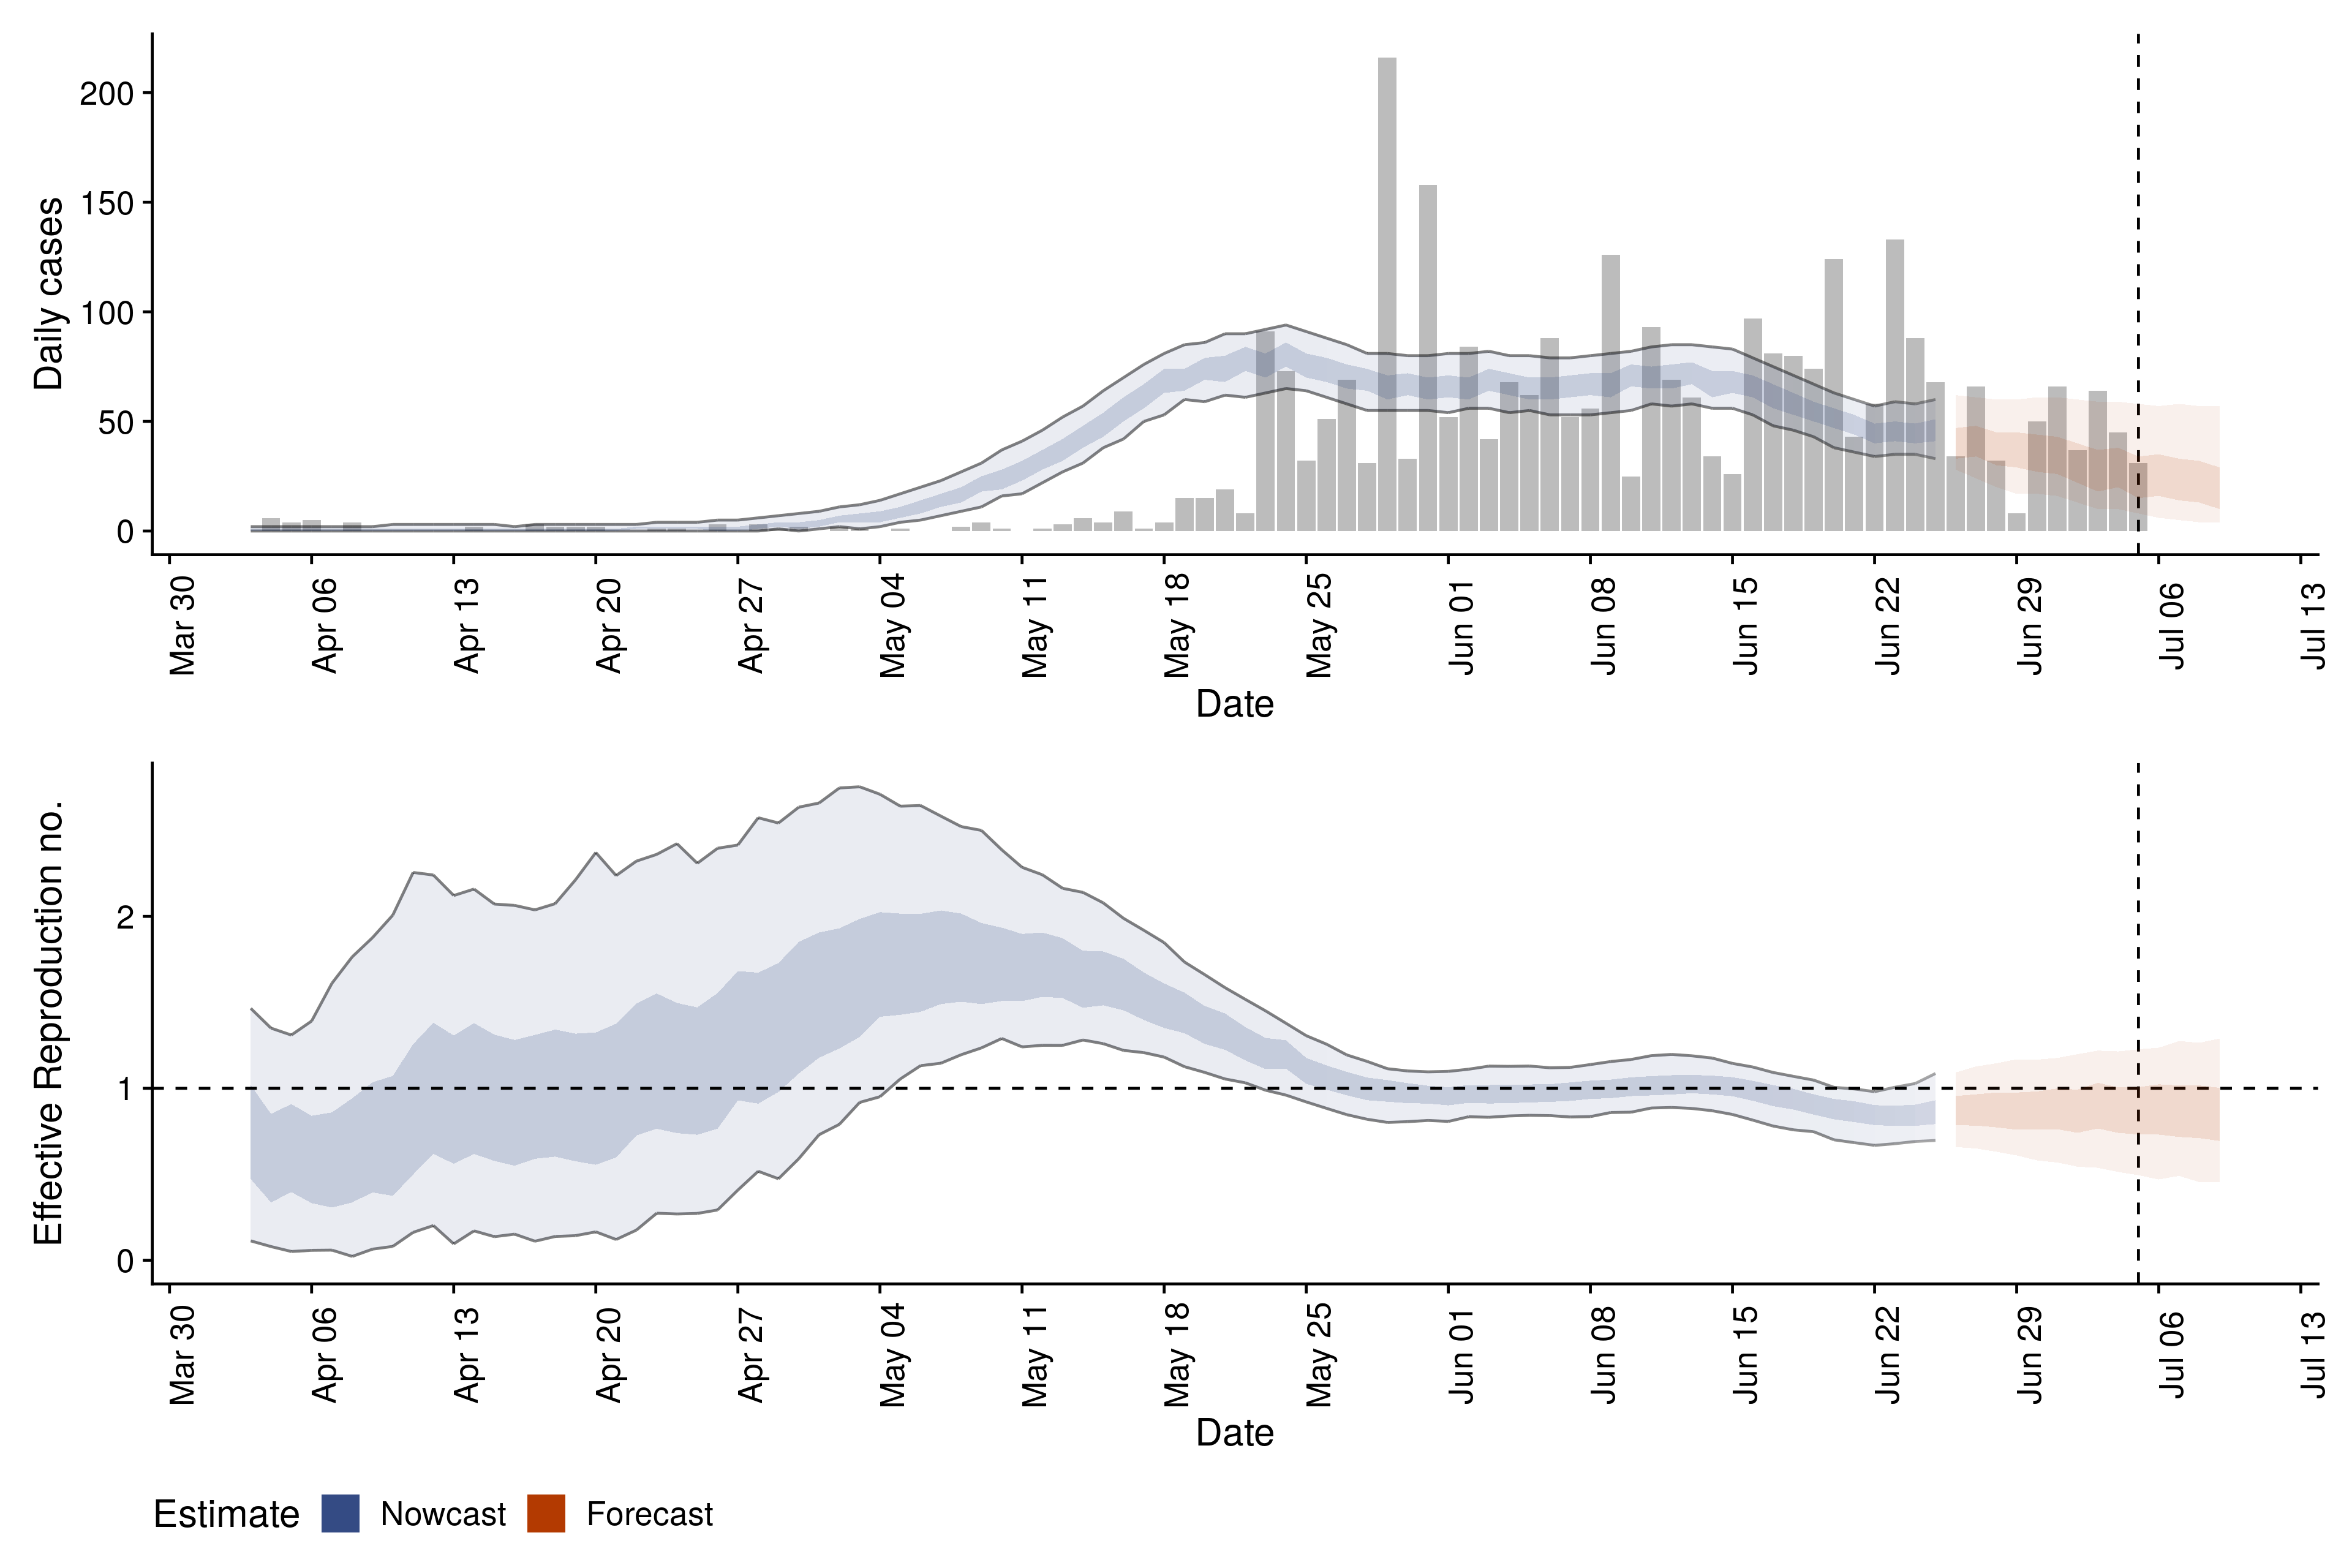 200
150
100
50
0
Daily cases
Mar 30 Apr 06 Apr 13 Apr 20 Apr 27 May 04 May 11 May 18 May 25 Jun 01 Jun 08 Jun 15 Jun 22 Jun 29 Jul 06 Jul 13
Date
2
1
0
Effective Reproduction no.
Mar 30 Apr 06 Apr 13 Apr 20 Apr 27 May 04 May 11 May 18 May 25 Jun 01 Jun 08 Jun 15 Jun 22 Jun 29 Jul 06 Jul 13
Date
Estimate Nowcast Forecast